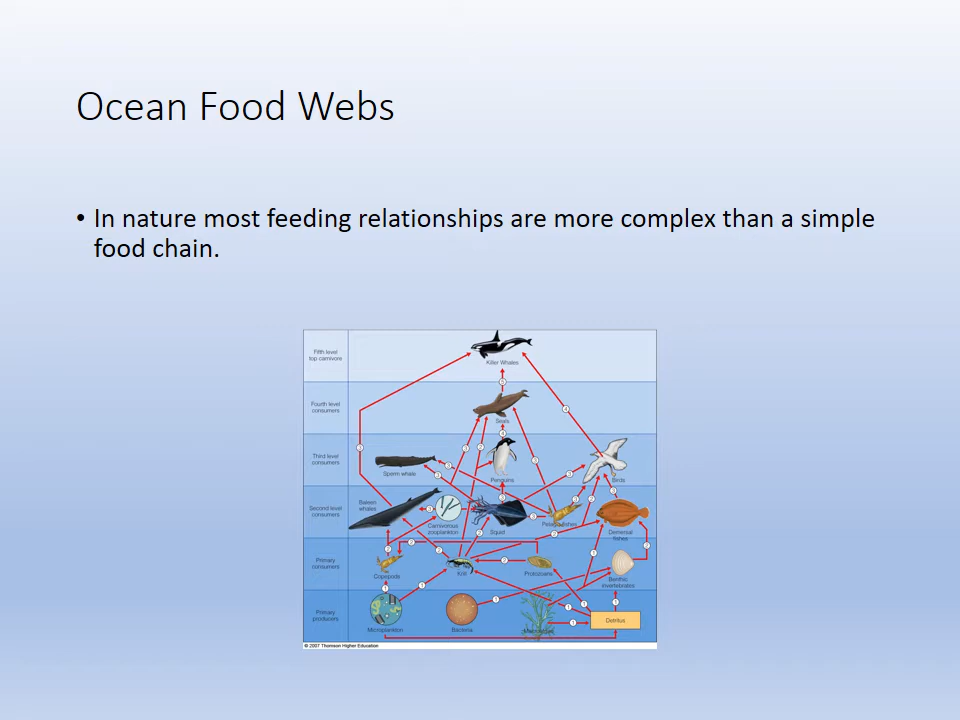 Ocean Food Webs
• In nature most feeding relationships are more complex than a simple
food chain.
Fifth level
top carnivore
Killer Whales
Fourth level
consumers
Seals
Third level
consumers
Sperm whale
Penguins
Birds
Second level
consumers
Baleen
whales
Carnivorous
zooplankton
Squid
Pelagic fishes
Demersal
fishes
Primary
consumers
Copepods
Krill
Protozoans
Benthic
invertebrates
Primary
producers
Microplankton
Bacteria
Detritus
© 2007 Thomson Higher Education